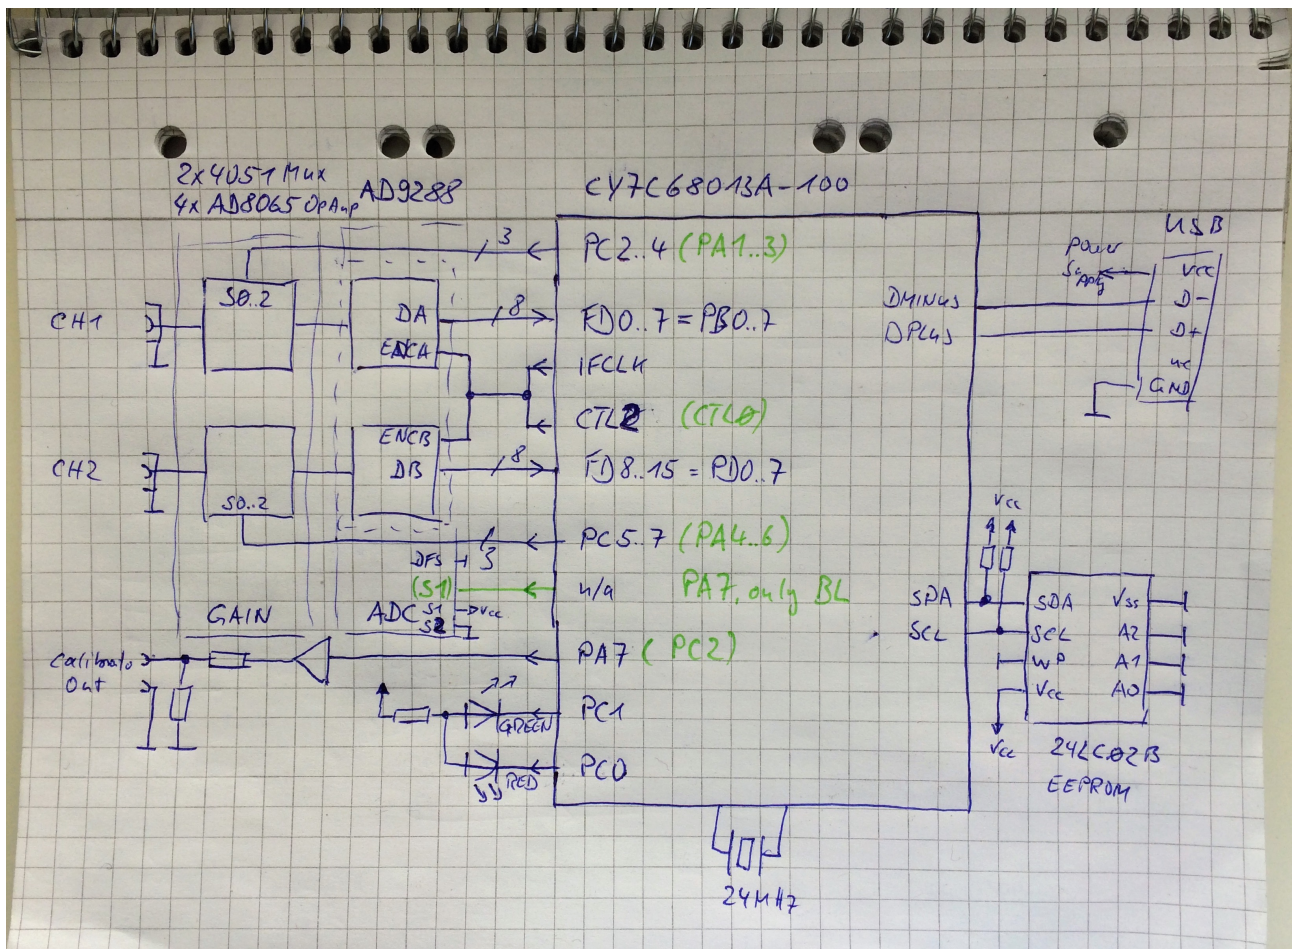 2x4051 Mux
4x AD8065 OpAmp
AD9288
CY7C68013A-100
USB
3
PC2..4 (PA1..3)
Power
Supply
VCC
S0..2
D-
DMINUS
CH1
DA
8
FD0..7 = PB0..7
DPLUS
D+
nc
ENCA
IFCLK
GND
CTL2 (CTL0)
ENCB
CH2
DB
8
FD8..15 = PD0..7
S0..2
Vcc
PC5..7 (PA4..6)
DFS
3
(S1)
n/a PA7, only BL
SDA
SDA
Vss
GAIN
ADC
S1
Vcc
S2
SCL
SCL
A2
PA7 (PC2)
WP
A1
Out
Vcc
A0
PC1
GREEN
Vcc
24LC02B
PC0
RED
EEPROM
24MHz